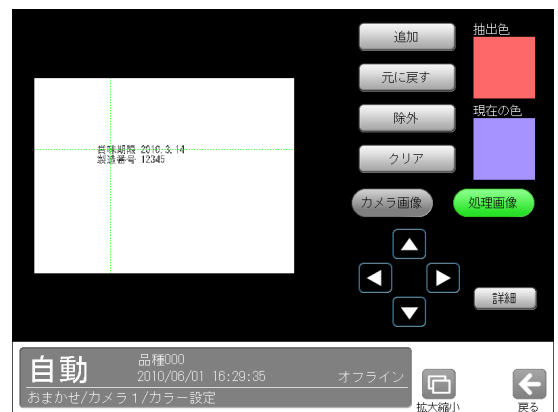 追加
抽出色
元に戻す
除外
現在の色
クリア
カメラ画像
処理画像
賞味期限 2010.3.14
製造番号 12345
詳細
自動
品種000
2010/06/01 16:29:35
オフライン
おまかせ/カメラ1/カラー設定
拡大縮小
戻る